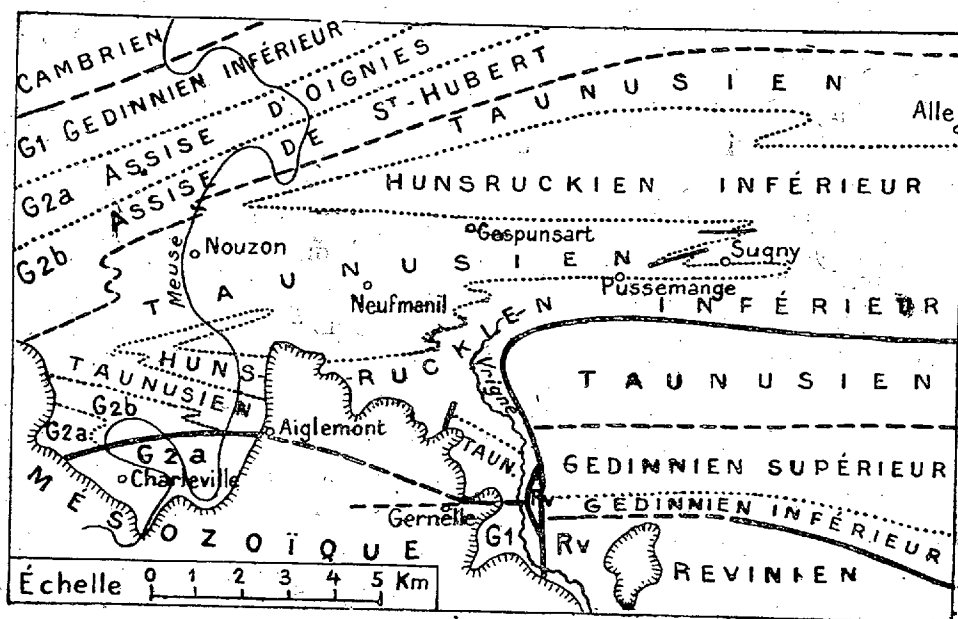 CAMBRIEN
G1 GEDINNIEN INFÉRIEUR
G2a ASSISE D'OIGNIES
G2b ASSISE DE ST-HUBERT
TAUNUSIEN
Alle
HUNSRUCKIEN INFÉRIEUR
Gespunsart
Nouzon
Meuse
Sugny
TAUNUSIEN
Pussemange
Neufmanil
HUNSRUCKIEN INFÉRIEUR
Vrigne
TAUNUSIEN
TAUNUSIEN
G2b
G2a
Aiglemont
G2a
TAUN.
Charleville
GEDIMNIEN SUPÉRIEUR
Rv
GEDINNIEN INFÉRIEUR
Gernelle
G1
Rv
MÉSOZOÏQUE
REVINIEN
Échelle 0 1 2 3 4 5 Km